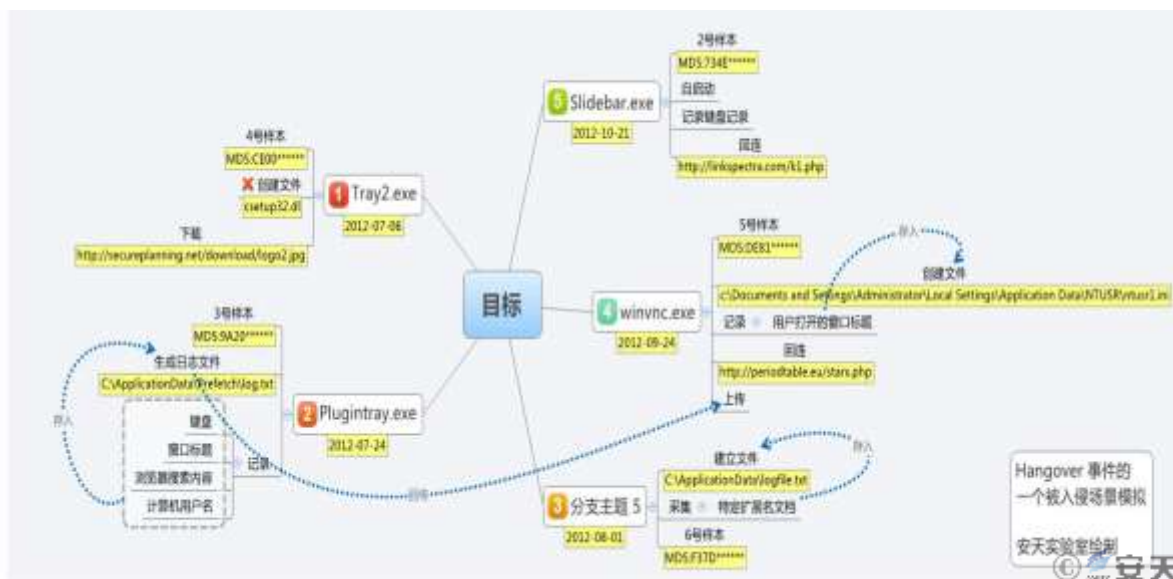 2号样本
MD5:734E******
自启动
记录键盘记录
回连
http://linkspectra.com/k1.php
5 Slidebar.exe
2012-10-21
4号样本
MD5:CE00******
创建文件
csetup32.dll
下载
http://secureplanning.net/download/logo2.jpg
1 Tray2.exe
2012-07-06
目标
5号样本
MD5:DE81******
存入
创建文件
c:\Documents and Settings\Administrator\Local Settings\Application Data\NTUSR\ntusr1.ini
记录 用户打开的窗口标题
回连
http://periodtable.eu/starx.php
上传
4 winvnc.exe
2012-09-24
3号样本
MD5:9A20******
生成日志文件
C:\ApplicationData\Prefetch\log.txt
存入
键盘
窗口标题
浏览器搜索内容
计算机用户名
记录
2 Plugintray.exe
2012-07-24
回传
建立文件
C:\ApplicationData\logfile.txt
存入
采集 特定扩展名文档
6号样本
MD5:F37D******
3 分支主题 5
2012-08-01
Hangover 事件的
一个被入侵场景模拟
安天实验室绘制
© 安天